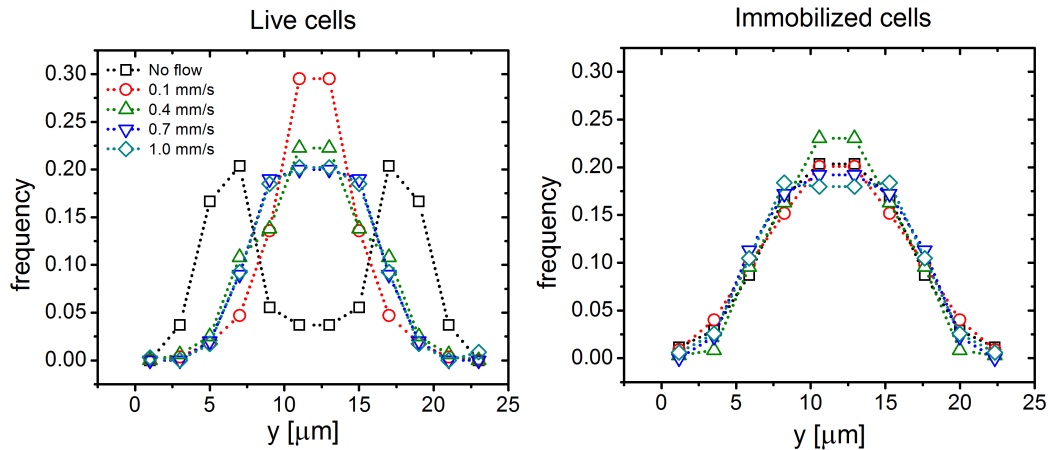 Live cells
Immobilized cells
No flow
0.1 mm/s
0.4 mm/s
0.7 mm/s
1.0 mm/s
frequency
0.30
0.25
0.20
0.15
0.10
0.05
0.00
0 5 10 15 20 25
y [μm]
frequency
0.30
0.25
0.20
0.15
0.10
0.05
0.00
0 5 10 15 20 25
y [μm]